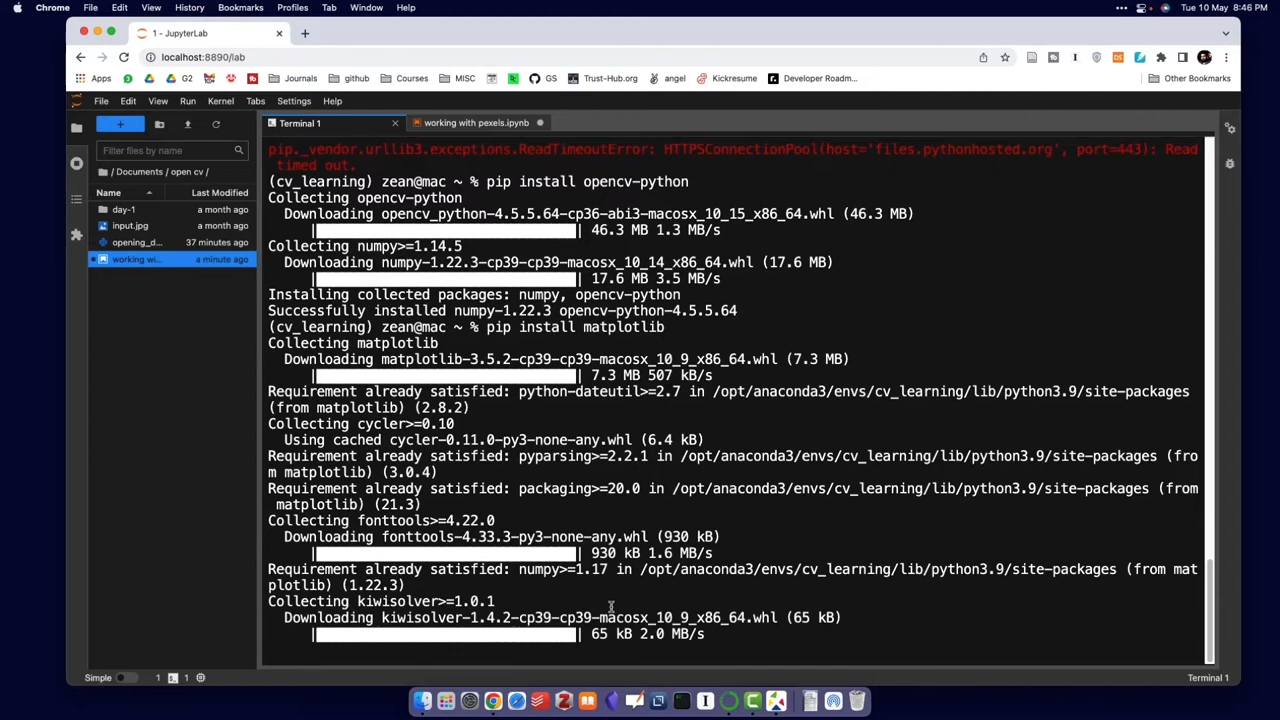 Chrome File Edit View History Bookmarks Profiles Tab Window Help Tue 10 May 8:46 PM
1 - JupyterLab
localhost:8890/lab
Apps G2 Journals github Courses MISC GS Trust-Hub.org angel Kickresume Developer Roadm... Other Bookmarks
File Edit View Run Kernel Tabs Settings Help
Terminal 1 working with pexels.ipynb
Filter files by name
/ Documents / open cv /
Name Last Modified
day-1 a month ago
input.jpg a month ago
opening_d... 37 minutes ago
working wi... a minute ago
pip._vendor.urllib3.exceptions.ReadTimeoutError: HTTPSConnectionPool(host='files.pythonhosted.org', port=443): Read
timed out.
(cv_learning) zean@mac ~ % pip install opencv-python
Collecting opencv-python
Downloading opencv_python-4.5.5.64-cp36-abi3-macosx_10_15_x86_64.whl (46.3 MB)
|████████████████████████████████| 46.3 MB 1.3 MB/s
Collecting numpy>=1.14.5
Downloading numpy-1.22.3-cp39-cp39-macosx_10_14_x86_64.whl (17.6 MB)
|████████████████████████████████| 17.6 MB 3.5 MB/s
Installing collected packages: numpy, opencv-python
Successfully installed numpy-1.22.3 opencv-python-4.5.5.64
(cv_learning) zean@mac ~ % pip install matplotlib
Collecting matplotlib
Downloading matplotlib-3.5.2-cp39-cp39-macosx_10_9_x86_64.whl (7.3 MB)
|████████████████████████████████| 7.3 MB 507 kB/s
Requirement already satisfied: python-dateutil>=2.7 in /opt/anaconda3/envs/cv_learning/lib/python3.9/site-packages
(from matplotlib) (2.8.2)
Collecting cycler>=0.10
Using cached cycler-0.11.0-py3-none-any.whl (6.4 kB)
Requirement already satisfied: pyparsing>=2.2.1 in /opt/anaconda3/envs/cv_learning/lib/python3.9/site-packages (fro
m matplotlib) (3.0.4)
Requirement already satisfied: packaging>=20.0 in /opt/anaconda3/envs/cv_learning/lib/python3.9/site-packages (from
matplotlib) (21.3)
Collecting fonttools>=4.22.0
Downloading fonttools-4.33.3-py3-none-any.whl (930 kB)
|████████████████████████████████| 930 kB 1.6 MB/s
Requirement already satisfied: numpy>=1.17 in /opt/anaconda3/envs/cv_learning/lib/python3.9/site-packages (from mat
plotlib) (1.22.3)
Collecting kiwisolver>=1.0.1
Downloading kiwisolver-1.4.2-cp39-cp39-macosx_10_9_x86_64.whl (65 kB)
|████████████████████████████████| 65 kB 2.0 MB/s
Simple 1 1 Terminal 1